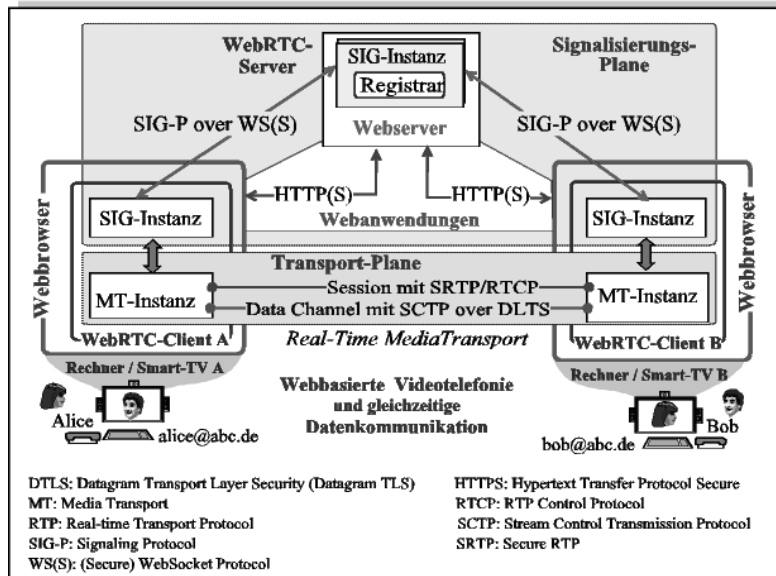 WebRTC-
Server
SIG-Instanz
Registrar
Webserver
Signalisierungs-
Plane
SIG-P over WS(S)
SIG-P over WS(S)
HTTP(S)
HTTP(S)
Webanwendungen
Webbrowser
SIG-Instanz
SIG-Instanz
Webbrowser
Transport-Plane
MT-Instanz
Session mit SRTP/RTCP
Data Channel mit SCTP over DLTS
MT-Instanz
WebRTC-Client A
Real-Time MediaTransport
WebRTC-Client B
Rechner / Smart-TV A
Rechner / Smart-TV B
Webbasierte Videotelefonie
und gleichzeitige
Datenkommunikation
Alice
alice@abc.de
Bob
bob@abc.de
DTLS: Datagram Transport Layer Security (Datagram TLS)
MT: Media Transport
RTP: Real-time Transport Protocol
SIG-P: Signaling Protocol
WS(S): (Secure) WebSocket Protocol
HTTPS: Hypertext Transfer Protocol Secure
RTCP: RTP Control Protocol
SCTP: Stream Control Transmission Protocol
SRTP: Secure RTP